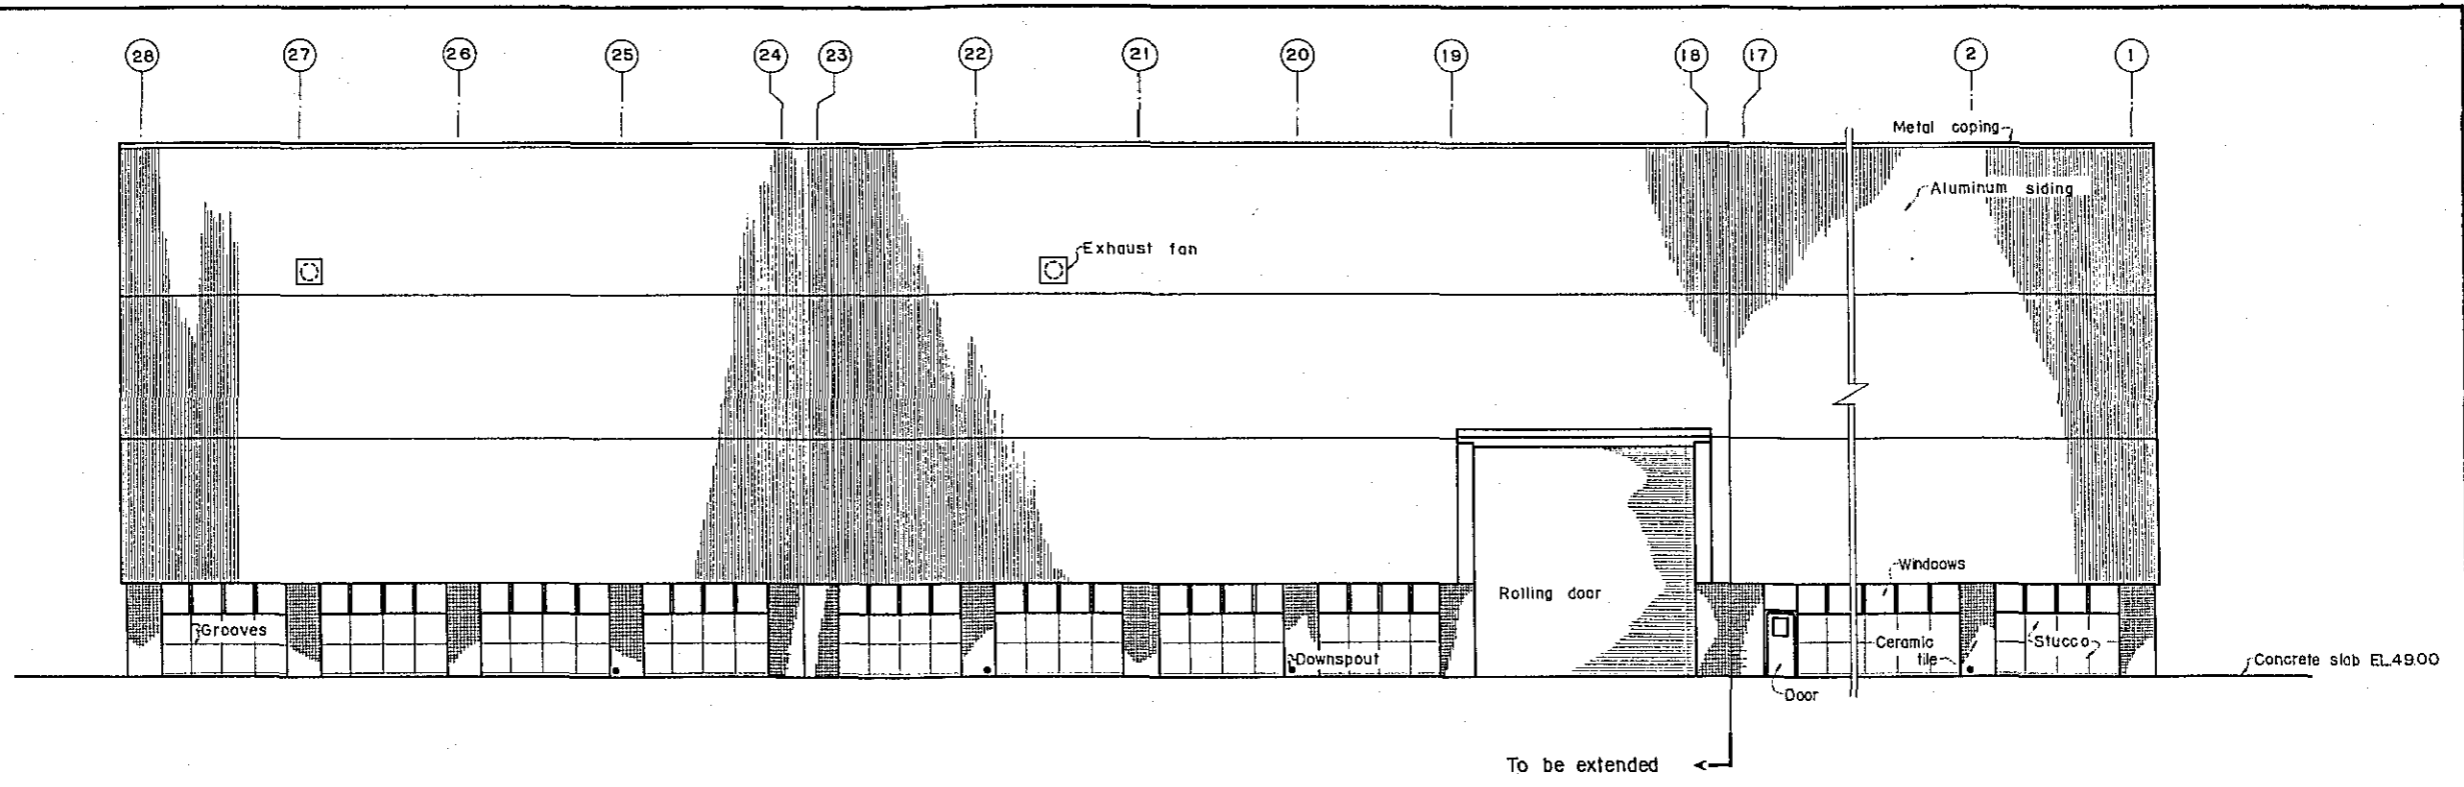 28 27 26 25 24 23 22 21 20 19 18 17 2 1
Metal coping
Aluminum siding
Exhaust fan
Windoows
Rolling door
Grooves
Ceramic
tile
Stucco
Downspout
Concrete slab EL.49.00
Door
To be extended